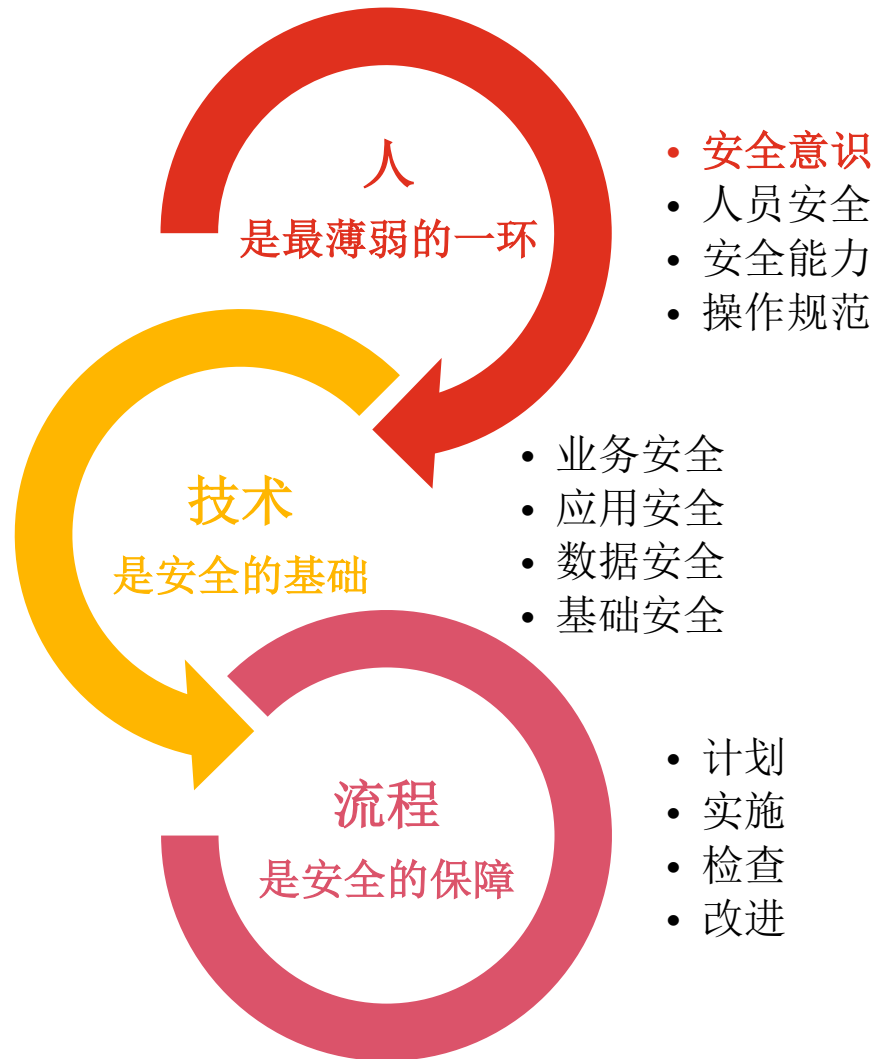 人
是最薄弱的一环
• 安全意识
• 人员安全
• 安全能力
• 操作规范
技术
是安全的基础
• 业务安全
• 应用安全
• 数据安全
• 基础安全
流程
是安全的保障
• 计划
• 实施
• 检查
• 改进